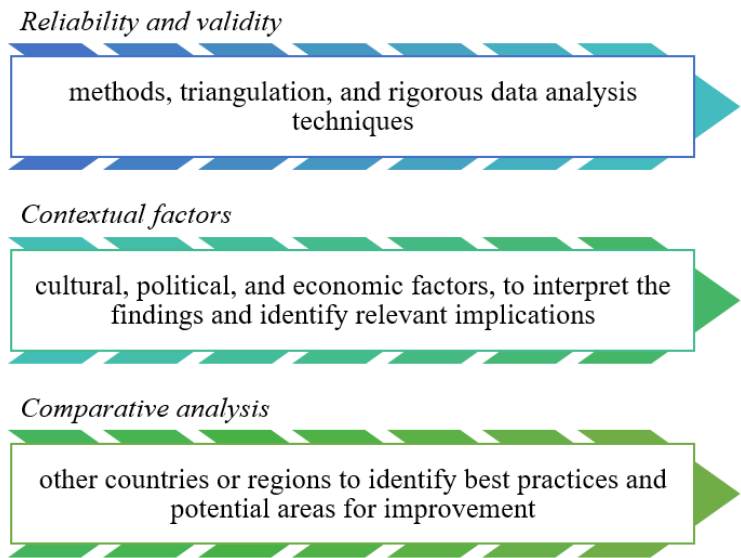 Reliability and validity
methods, triangulation, and rigorous data analysis
techniques
Contextual factors
cultural, political, and economic factors, to interpret the
findings and identify relevant implications
Comparative analysis
other countries or regions to identify best practices and
potential areas for improvement